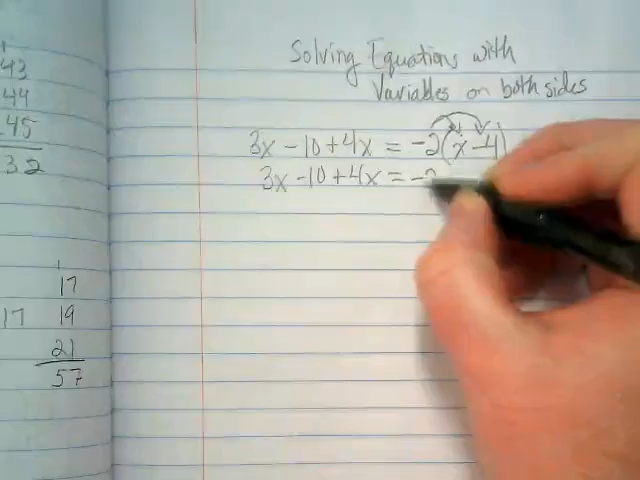 43
44
45
32
17
17 19
21
57
Solving Equations with
Variables on both sides
3x - 10 + 4x = -2(x - 4)
3x - 10 + 4x = -2